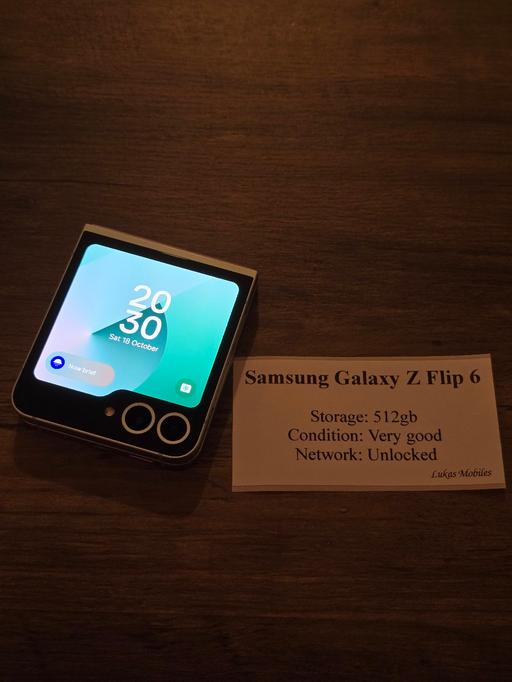 20
30
Sat 18 October
Now brief
Samsung Galaxy Z Flip 6
Storage: 512gb
Condition: Very good
Network: Unlocked
Lukas Mobiles